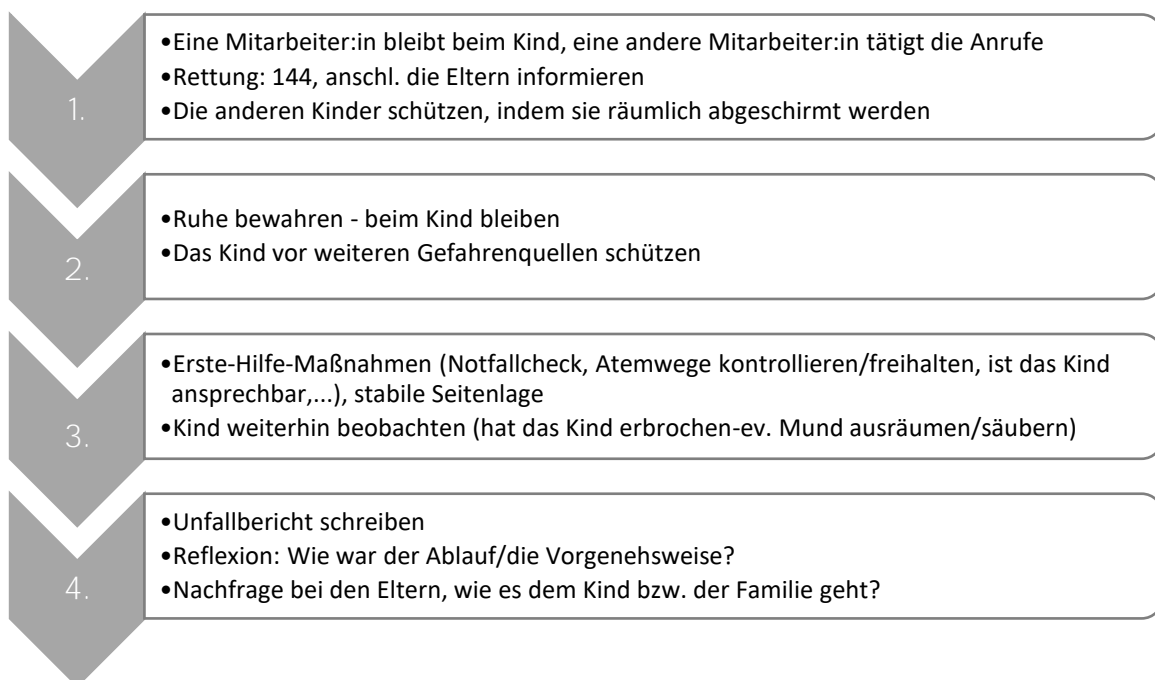 1.
•Eine Mitarbeiter:in bleibt beim Kind, eine andere Mitarbeiter:in tätigt die Anrufe
•Rettung: 144, anschl. die Eltern informieren
•Die anderen Kinder schützen, indem sie räumlich abgeschirmt werden
2.
•Ruhe bewahren - beim Kind bleiben
•Das Kind vor weiteren Gefahrenquellen schützen
3.
•Erste-Hilfe-Maßnahmen (Notfallcheck, Atemwege kontrollieren/freihalten, ist das Kind
ansprechbar,...), stabile Seitenlage
•Kind weiterhin beobachten (hat das Kind erbrochen-ev. Mund ausräumen/säubern)
4.
•Unfallbericht schreiben
•Reflexion: Wie war der Ablauf/die Vorgenehsweise?
•Nachfrage bei den Eltern, wie es dem Kind bzw. der Familie geht?